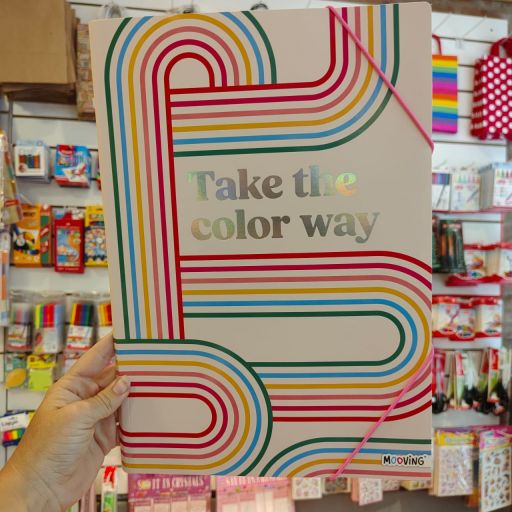 Take the
color way
MOOVING